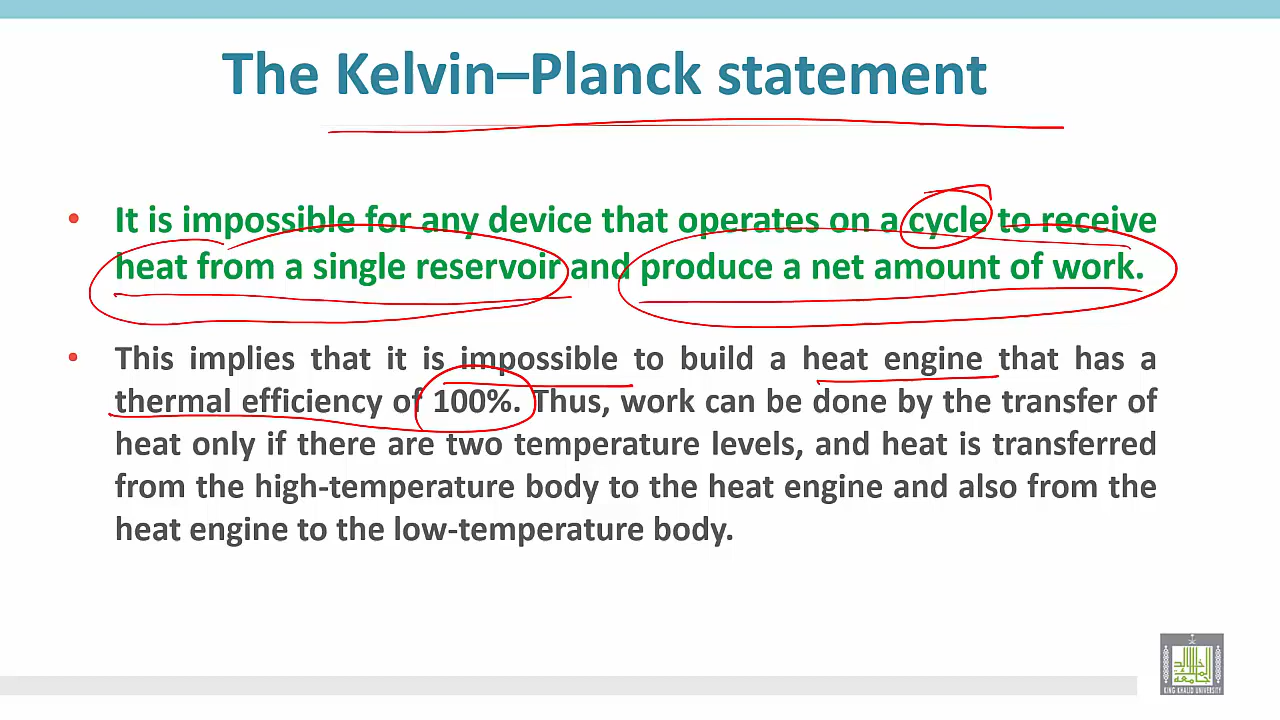 The Kelvin–Planck statement
• It is impossible for any device that operates on a cycle to receive
heat from a single reservoir and produce a net amount of work.
• This implies that it is impossible to build a heat engine that has a
thermal efficiency of 100%. Thus, work can be done by the transfer of
heat only if there are two temperature levels, and heat is transferred
from the high-temperature body to the heat engine and also from the
heat engine to the low-temperature body.
KING KHALID UNIVERSITY